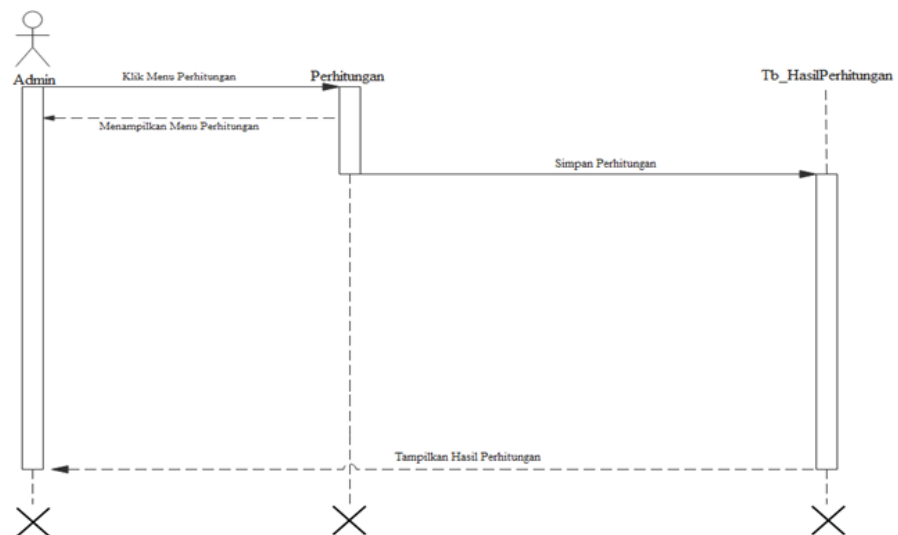 Admin
Klik Menu Perhitungan
Perhitungan
Tb_HasilPerhitungan
Menampilkan Menu Perhitungan
Simpan Perhitungan
Tampilkan Hasil Perhitungan